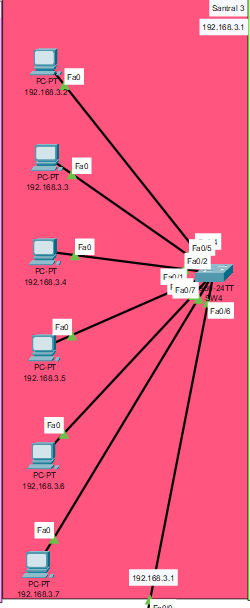 Santral 3
192.168.3.1
Fa0
PC-PT
192.168.3.2
Fa0
PC-PT
192.168.3.3
Fa0
PC-PT
192.168.3.4
Fa0/5
Fa0/2
Fa0/7
24TT
SW4
Fa0/6
Fa0
PC-PT
192.168.3.5
Fa0
PC-PT
192.168.3.6
Fa0
PC-PT
192.168.3.7
192.168.3.1